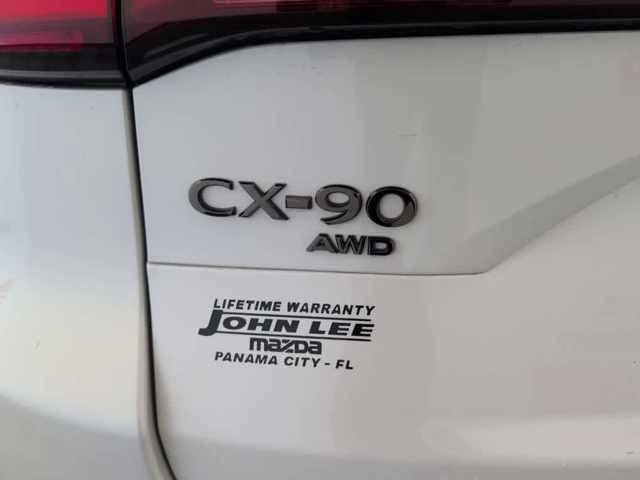 CX-90
AWD
LIFETIME WARRANTY
JOHN LEE
mazda
PANAMA CITY - FL